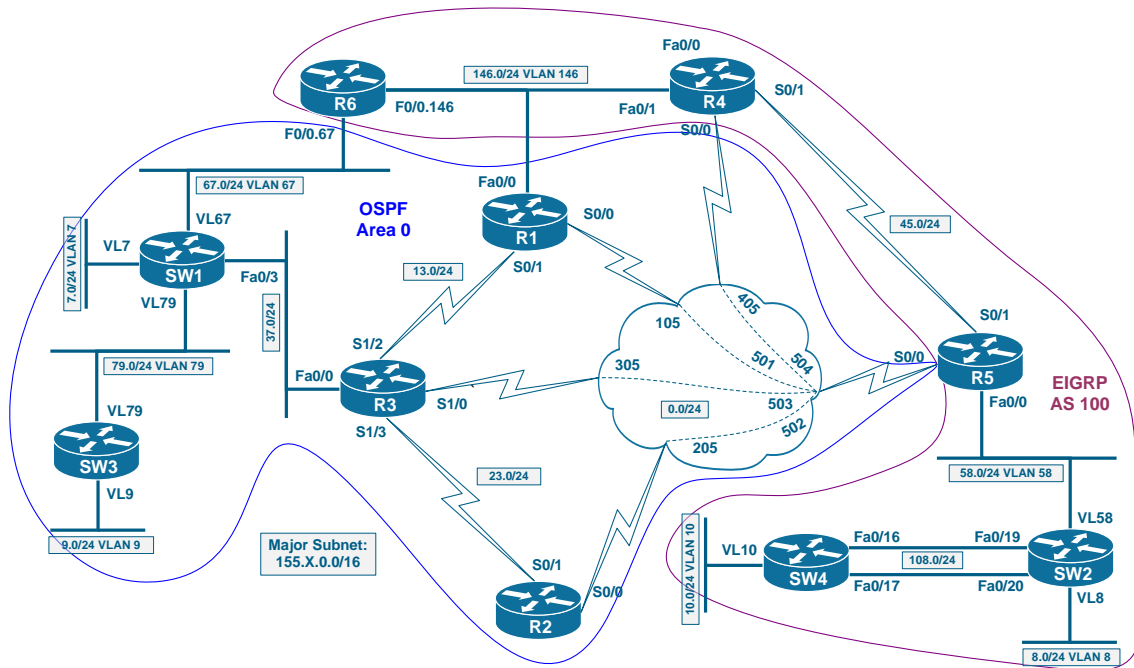 Fa0/0
146.0/24 VLAN 146
R6
R4
S0/1
F0/0.146
Fa0/1
F0/0.67
S0/0
67.0/24 VLAN 67
Fa0/0
OSPF
Area 0
VL67
S0/0
R1
45.0/24
7.0/24 VLAN 7
VL7
SW1
S0/1
Fa0/3
13.0/24
405
VL79
105
37.0/24
S0/1
501
504
S1/2
S0/0
79.0/24 VLAN 79
Fa0/0
305
R5
R3
S1/0
503
0.0/24
Fa0/0
EIGRP
AS 100
VL79
S1/3
502
205
SW3
58.0/24 VLAN 58
VL9
23.0/24
VL58
9.0/24 VLAN 9
Major Subnet:
155.X.0.0/16
10.0/24 VLAN 10
VL10
Fa0/16
Fa0/19
108.0/24
SW4
SW2
S0/1
S0/0
Fa0/17
Fa0/20
VL8
R2
8.0/24 VLAN 8